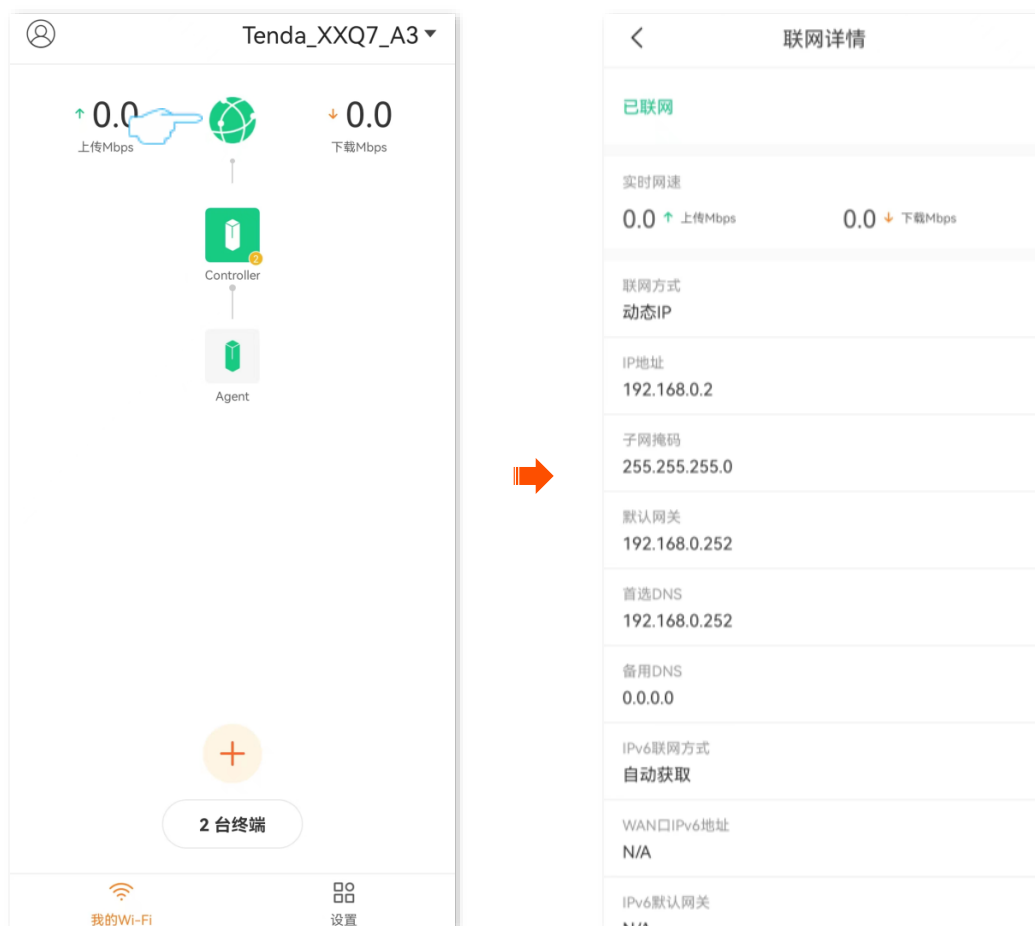 Tenda_XXQ7_A3
0.0
上传Mbps
0.0
下载Mbps
2
Controller
Agent
2 台终端
我的Wi-Fi
设置
联网详情
已联网
实时网速
0.0 上传Mbps
0.0 下载Mbps
联网方式
动态IP
IP地址
192.168.0.2
子网掩码
255.255.255.0
默认网关
192.168.0.252
首选DNS
192.168.0.252
备用DNS
0.0.0.0
IPv6联网方式
自动获取
WAN口IPv6地址
N/A
IPv6默认网关